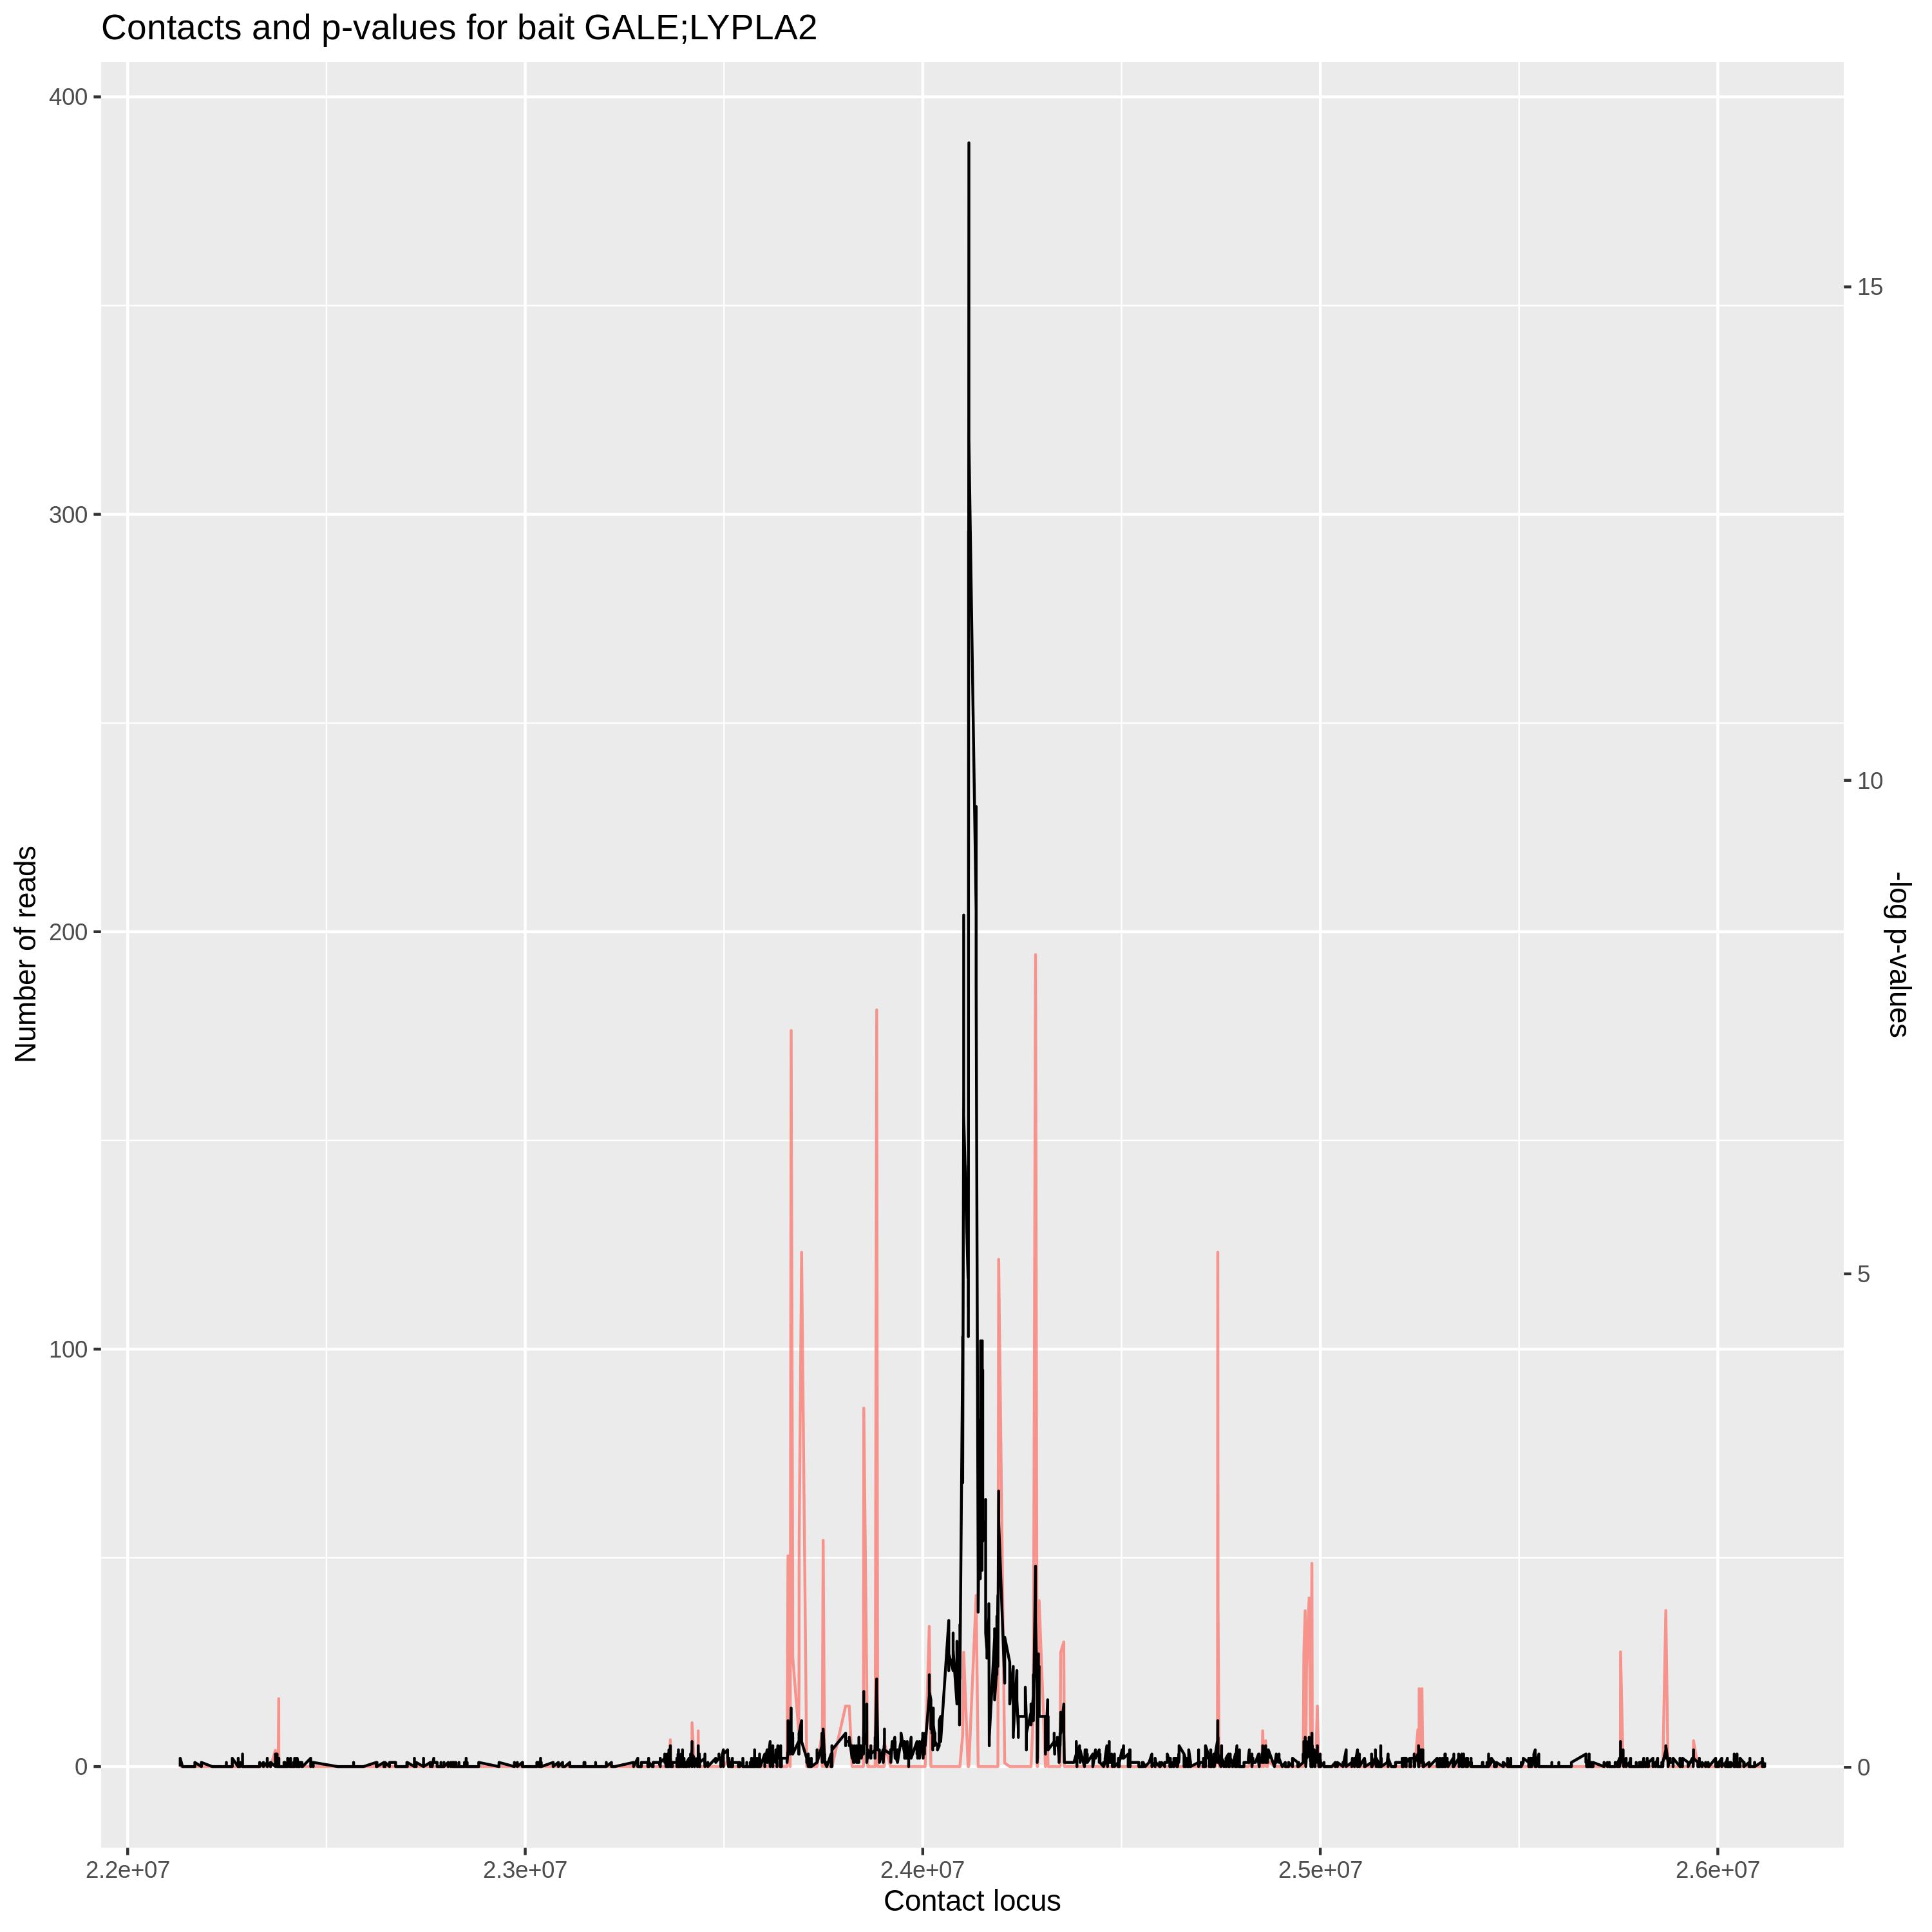 Contacts and p-values for bait GALE;LYPLA2
400
300
200
100
0
Number of reads
15
10
5
0
-log p-values
2.2e+07
2.3e+07
2.4e+07
2.5e+07
2.6e+07
Contact locus